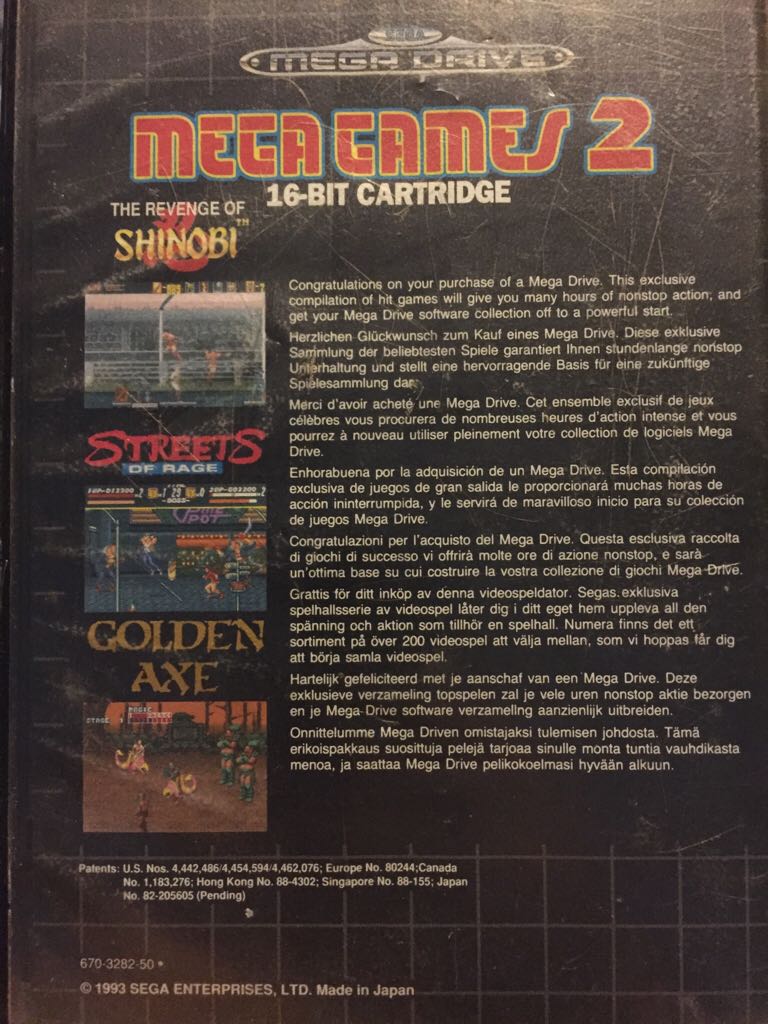 SEGA
MEGA DRIVE
MEGA GAMES 2
16-BIT CARTRIDGE
THE REVENGE OF
SHINOBI™
Congratulations on your purchase of a Mega Drive. This exclusive
compilation of hit games will give you many hours of nonstop action, and
get your Mega Drive software collection off to a powerful start.
Herzlichen Glückwunsch zum Kauf eines Mega Drive. Diese exklusive
Sammlung der beliebtesten Spiele garantiert Ihnen stundenlange nonstop
Unterhaltung und stellt eine hervorragende Basis für eine zukünftige
Spielesammlung dar.
Merci d'avoir acheté une Mega Drive. Cet ensemble exclusif de jeux
célèbres vous procurera de nombreuses heures d'action intense et vous
pourrez à nouveau utiliser pleinement votre collection de logiciels Mega
Drive.
STREETS
OF RAGE
Enhorabuena por la adquisición de un Mega Drive. Esta compilación
exclusiva de juegos de gran salida le proporcionará muchas horas de
acción ininterrumpida, y le servirá de maravilloso inicio para su colección
de juegos Mega Drive.
Congratulazioni per l'acquisto del Mega Drive. Questa esclusiva raccolta
di giochi di successo vi offrirà molte ore di azione nonstop, e sarà
un'ottima base su cui costruire la vostra collezione di giochi Mega Drive.
Grattis för ditt inköp av denna videospeldator. Segas exklusiva
spelhallsserie av videospel låter dig i ditt eget hem uppleva all den
spänning och aktion som tillhör en spelhall. Numera finns det ett
sortiment på över 200 videospel att välja mellan, som vi hoppas får dig
att börja samla videospel.
GOLDEN
AXE
Hartelijk gefeliciteerd met je aanschaf van een Mega Drive. Deze
exklusieve verzameling topspelen zal je vele uren nonstop aktie bezorgen
en je Mega Drive software verzameling aanzienlijk uitbreiden.
Onnittelumme Mega Driven omistajaksi tulemisen johdosta. Tämä
erikoispakkaus suosittuja pelejä tarjoaa sinulle monta tuntia vauhdikasta
menoa, ja saattaa Mega Drive pelikokoelmasi hyvään alkuun.
Patents: U.S. Nos. 4,442,486/4,454,594/4,462,076; Europe No. 80244;Canada
No. 1,183,276; Hong Kong No. 88-4302; Singapore No. 88-155; Japan
No. 82-205605 (Pending)
670-3282-50
© 1993 SEGA ENTERPRISES, LTD. Made in Japan